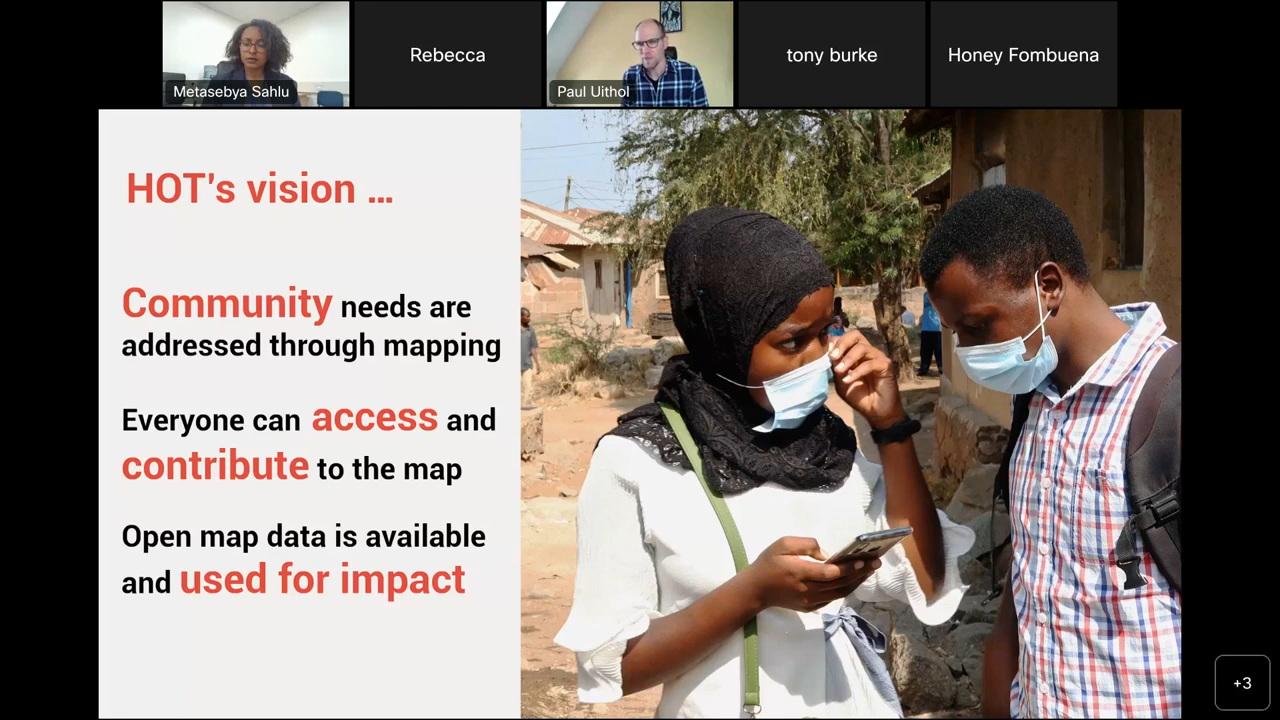 Metasebya Sahlu
Rebecca
Paul Uithol
tony burke
Honey Fombuena
HOT's vision ...
Community needs are
addressed through mapping
Everyone can access and
contribute to the map
Open map data is available
and used for impact
+3